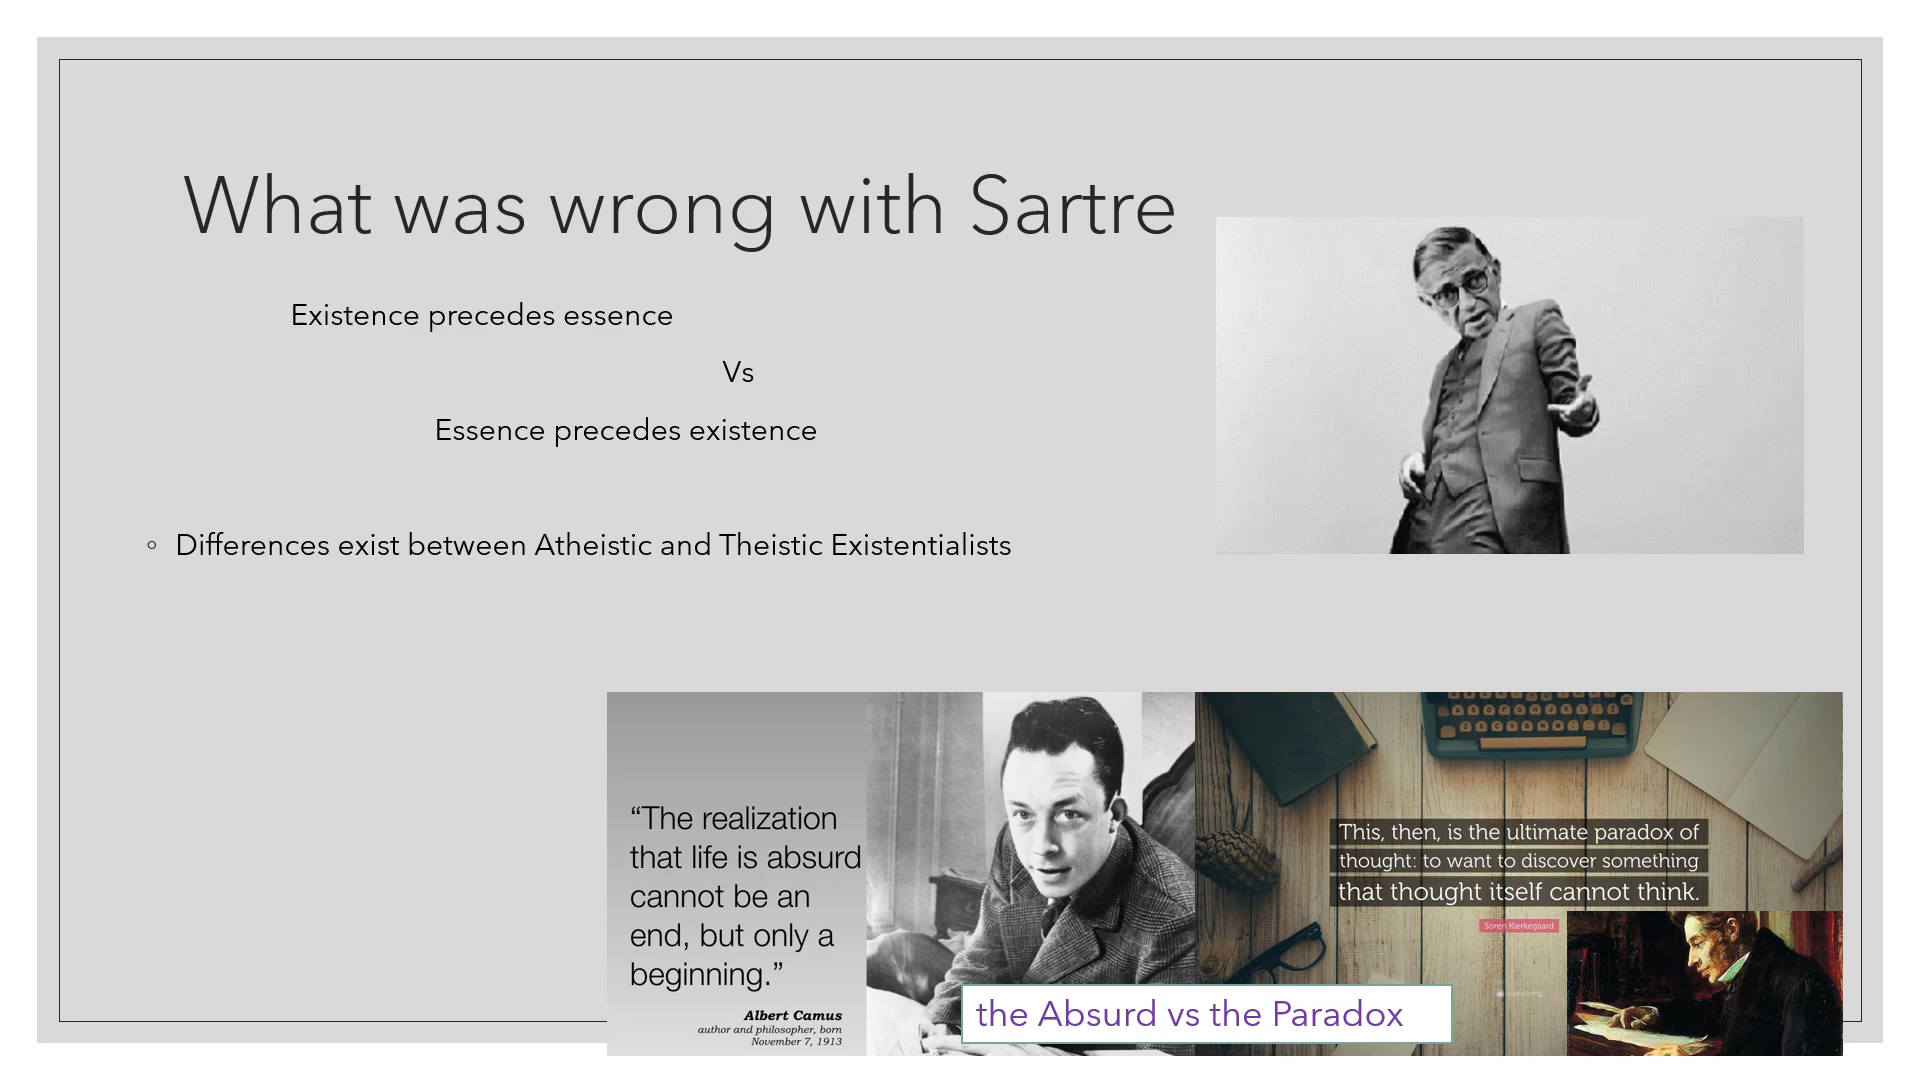 What was wrong with Sartre
Existence precedes essence
Vs
Essence precedes existence
◦ Differences exist between Atheistic and Theistic Existentialists
“The realization
that life is absurd
cannot be an
end, but only a
beginning.”
Albert Camus
author and philosopher, born
November 7, 1913
This, then, is the ultimate paradox of
thought: to want to discover something
that thought itself cannot think.
Soren Kierkegaard
the Absurd vs the Paradox